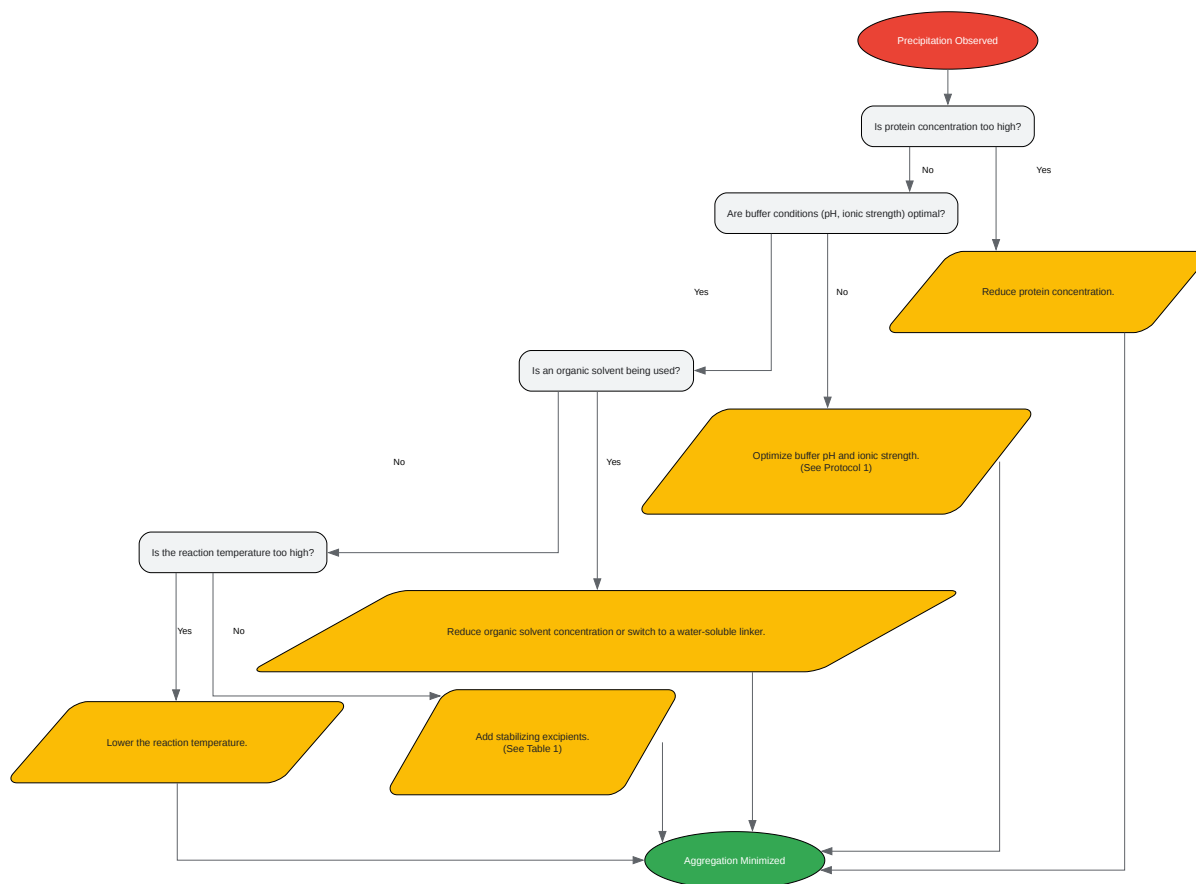 Precipitation Observed
Is protein concentration too high?
No
Yes
Are buffer conditions (pH, ionic strength) optimal?
Yes
No
Reduce protein concentration.
Is an organic solvent being used?
No
Yes
Optimize buffer pH and ionic strength.
(See Protocol 1)
Is the reaction temperature too high?
Yes
No
Reduce organic solvent concentration or switch to a water-soluble linker.
Lower the reaction temperature.
Add stabilizing excipients.
(See Table 1)
Aggregation Minimized